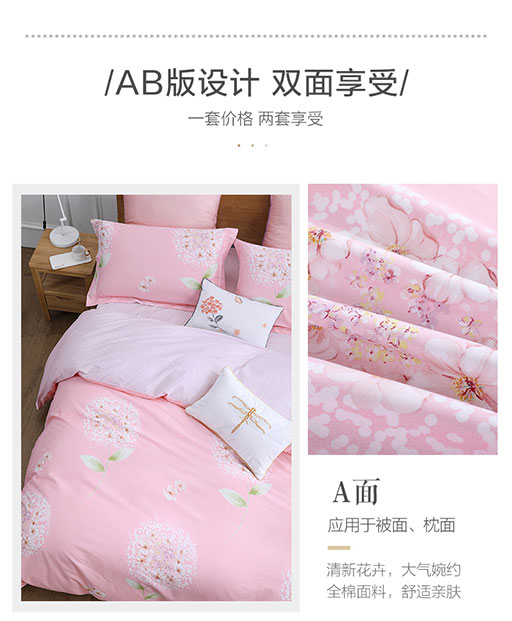 /AB版设计 双面享受/
一套价格 两套享受
A面
应用于被面、枕面
清新花卉，大气婉约
全棉面料，舒适亲肤